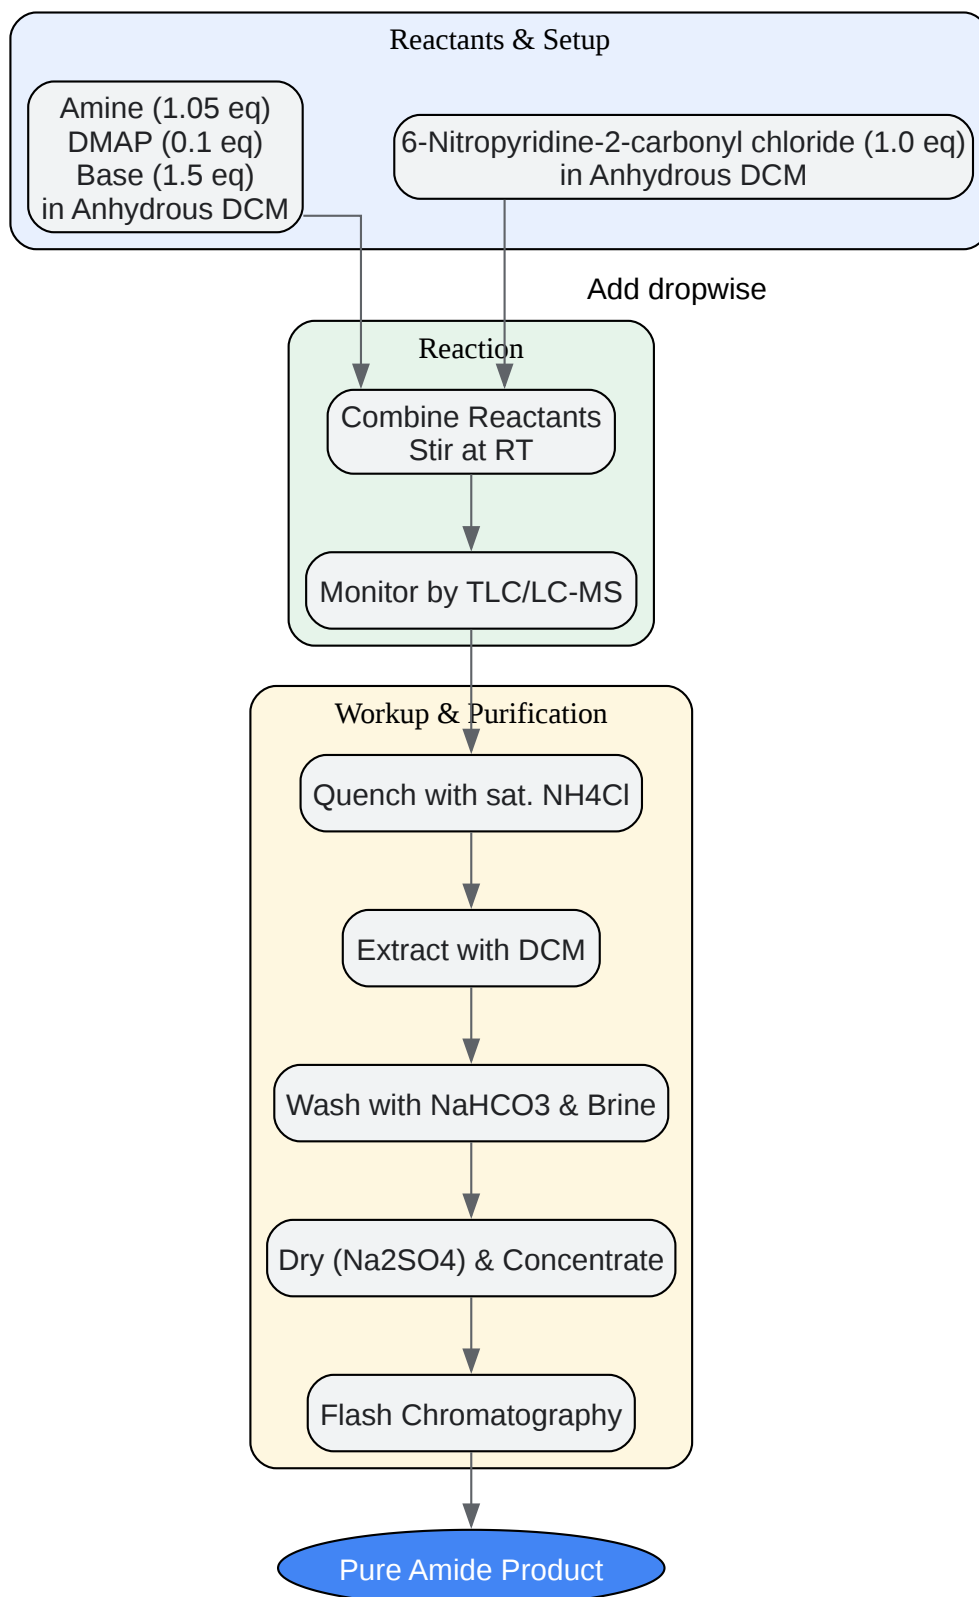 Reactants & Setup
Amine (1.05 eq)
DMAP (0.1 eq)
Base (1.5 eq)
in Anhydrous DCM
6-Nitropyridine-2-carbonyl chloride (1.0 eq)
in Anhydrous DCM
Add dropwise
Reaction
Combine Reactants
Stir at RT
Monitor by TLC/LC-MS
Workup & Purification
Quench with sat. NH4Cl
Extract with DCM
Wash with NaHCO3 & Brine
Dry (Na2SO4) & Concentrate
Flash Chromatography
Pure Amide Product